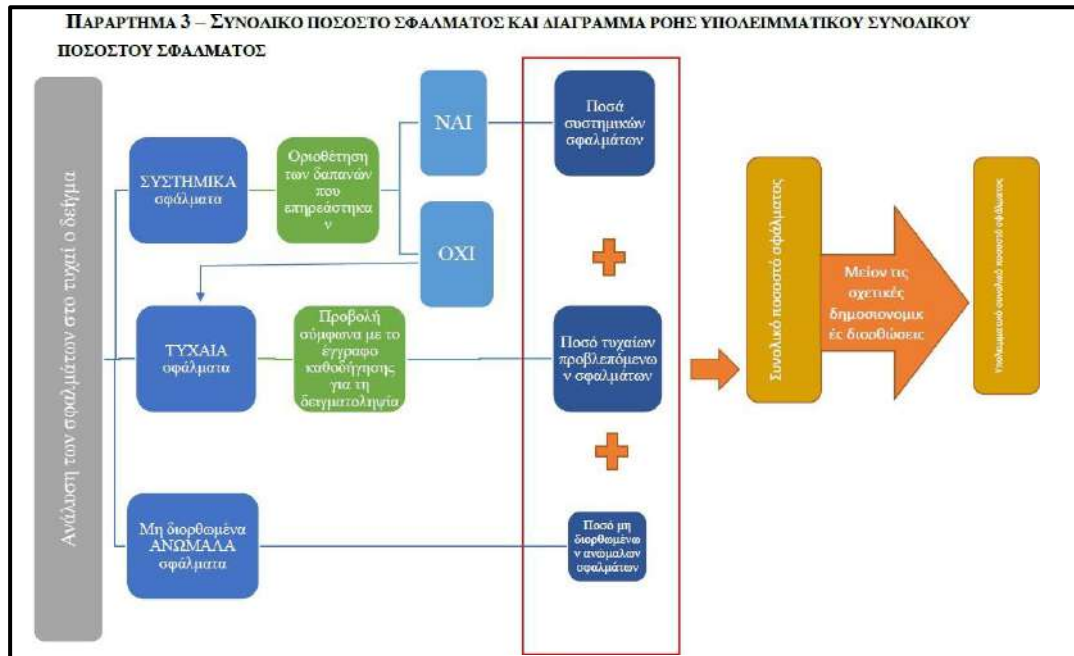 ΠΑΡΑΡΤΗΜΑ 3 – ΣΥΝΟΛΙΚΟ ΠΟΣΟΣΤΟ ΣΦΑΛΜΑΤΟΣ ΚΑΙ ΔΙΑΓΡΑΜΜΑ ΡΟΗΣ ΥΠΟΛΕΙΜΜΑΤΙΚΟΥ ΣΥΝΟΛΙΚΟΥ
ΠΟΣΟΣΤΟΥ ΣΦΑΛΜΑΤΟΣ
Ανάλυση των σφαλμάτων στο τυχαί ο δείγμα
ΣΥΣΤΗΜΙΚΑ
σφάλματα
Οριοθέτηση
των δαπανών
που
επηρεάστηκα
ν
ΝΑΙ
ΟΧΙ
Ποσά
συστημικών
σφαλμάτων
ΤΥΧΑΙΑ
σφάλματα
Προβολή
σύμφωνα με το
έγγραφο
καθοδήγησης
για τη
δειγματοληψία
Ποσό τυχαίων
προβλεπόμενω
ν σφαλμάτων
Μη διορθωμένα
ΑΝΩΜΑΛΑ
σφάλματα
Ποσό μη
διορθωμένω
ν ανώμαλων
σφαλμάτων
Συνολικό ποσοστό σφάλματος
Μείον τις
σχετικές
δημοσιονομικ
ές διορθώσεις
Υπολειμματικό συνολικό ποσοστό σφάλματος